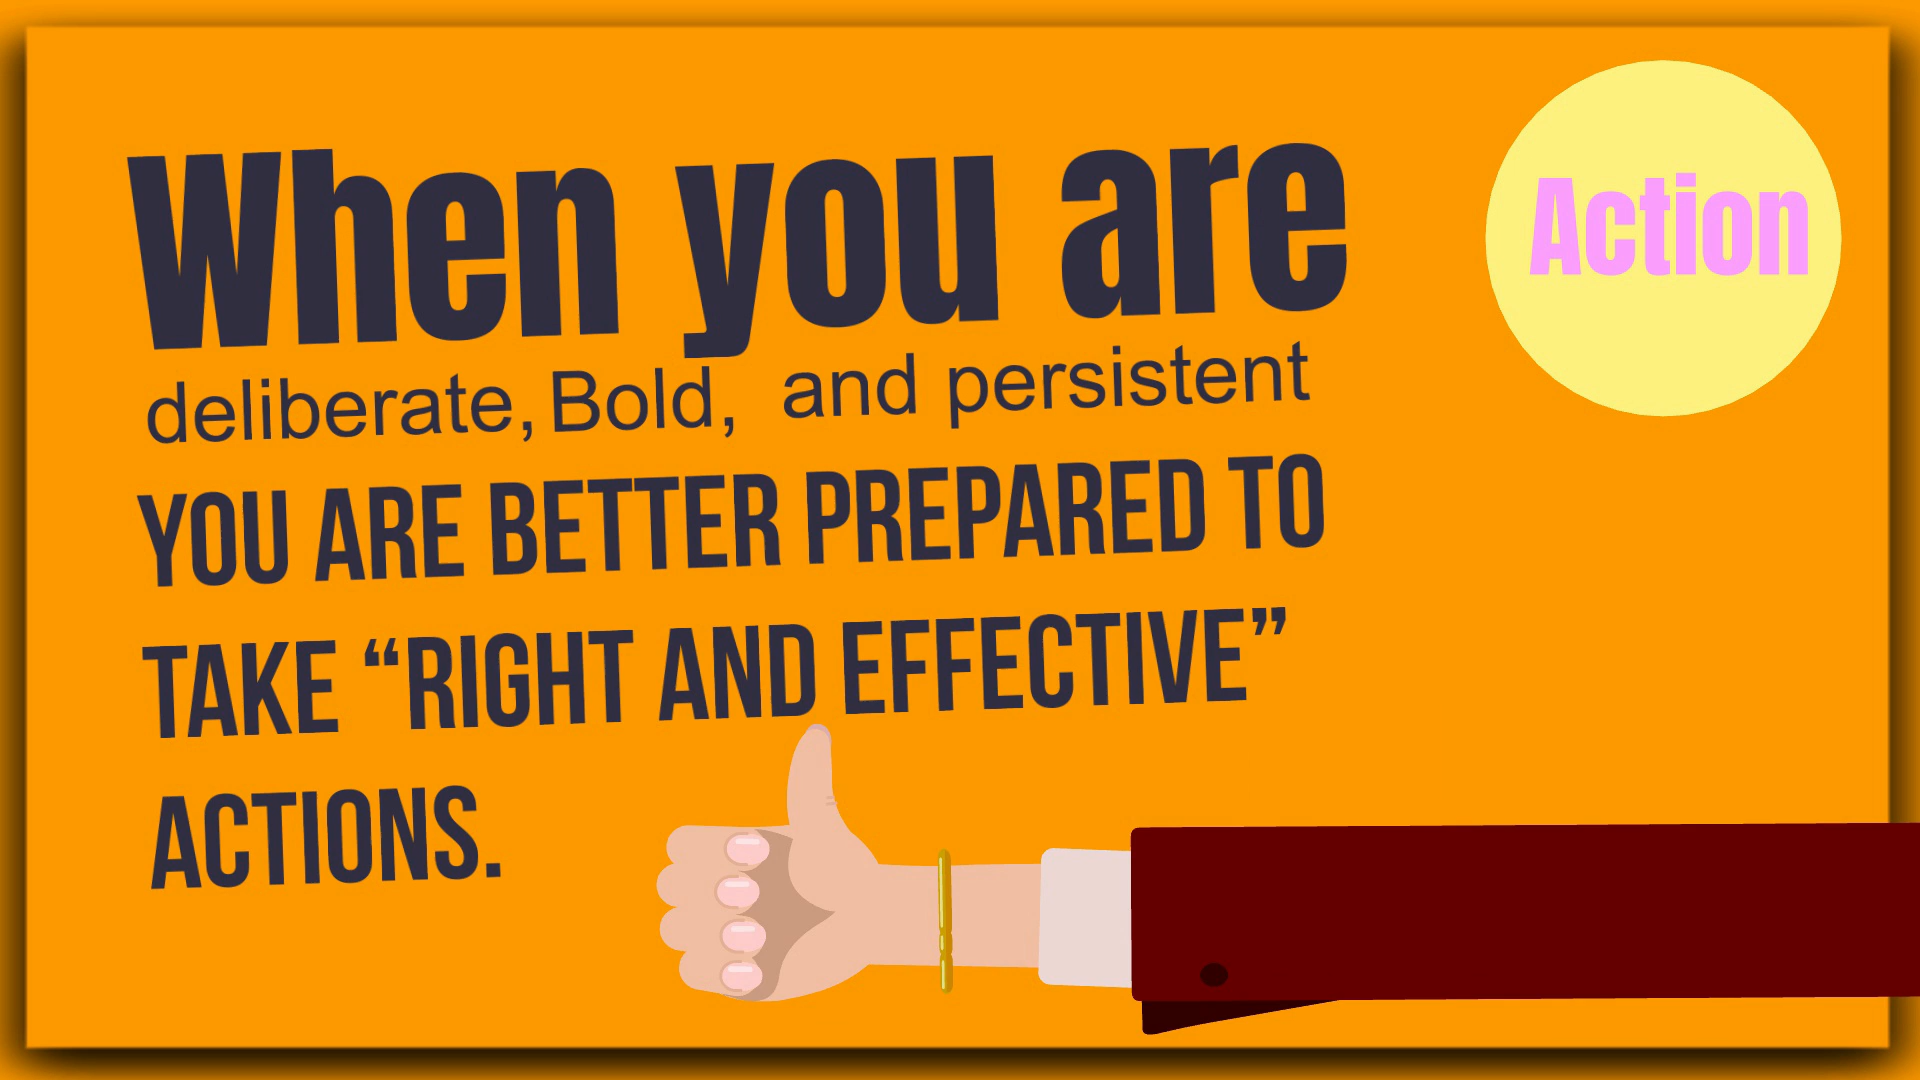 When you are
deliberate, Bold, and persistent
YOU ARE BETTER PREPARED TO
TAKE “RIGHT AND EFFECTIVE”
ACTIONS.
Action